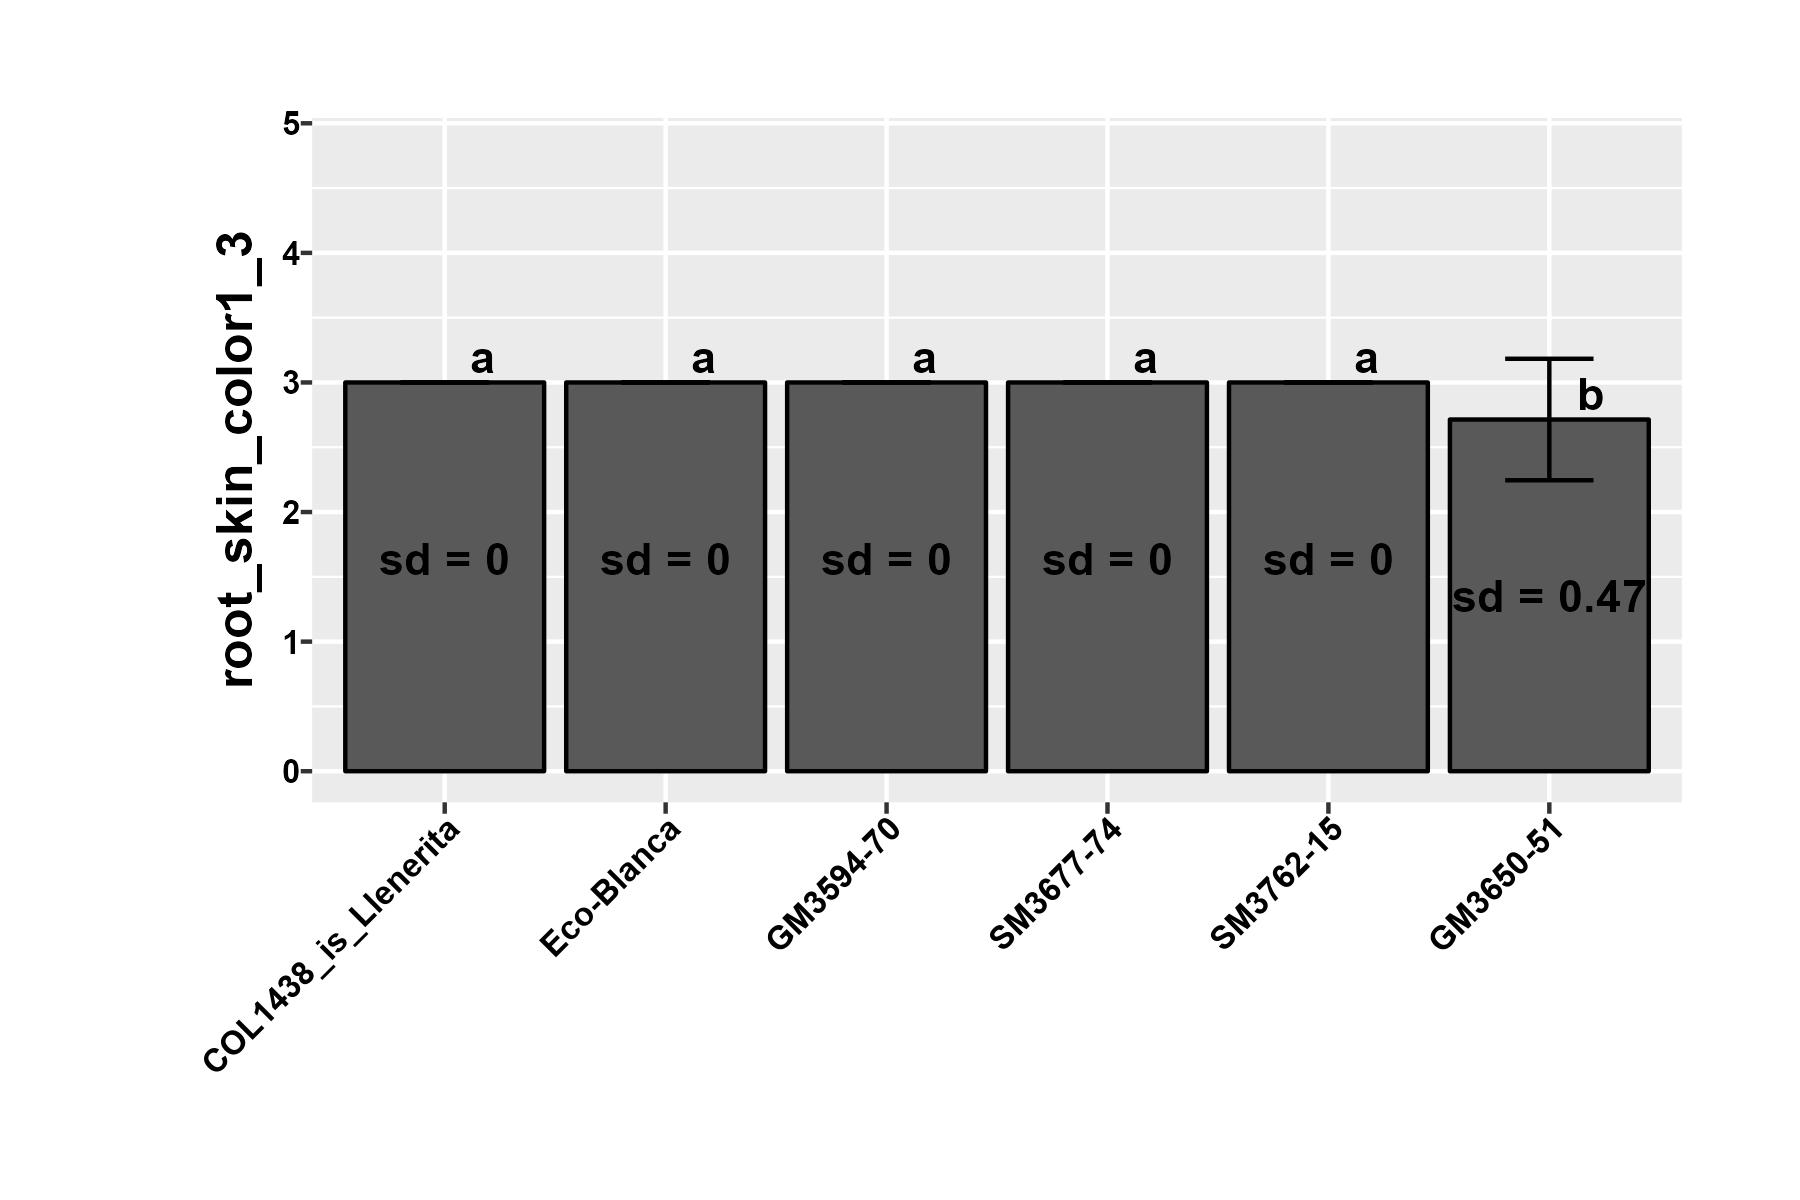 root_skin_color1_3
5
4
3
2
1
0
a
a
a
a
a
b
sd = 0
sd = 0
sd = 0
sd = 0
sd = 0
sd = 0.47
COL1438_is_Llenerita
Eco-Blanca
GM3594-70
SM3677-74
SM3762-15
GM3650-51